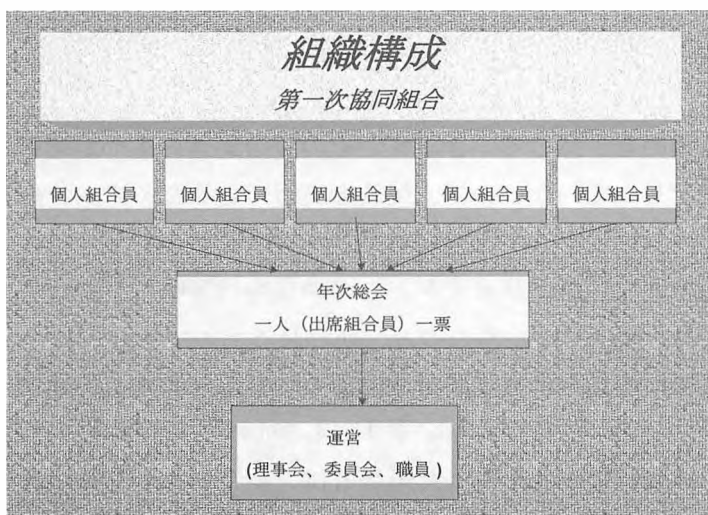 組織構成
第一次協同組合
個人組合員 個人組合員 個人組合員 個人組合員 個人組合員
年次総会
一人（出席組合員）一票
運営
(理事会、委員会、職員 )